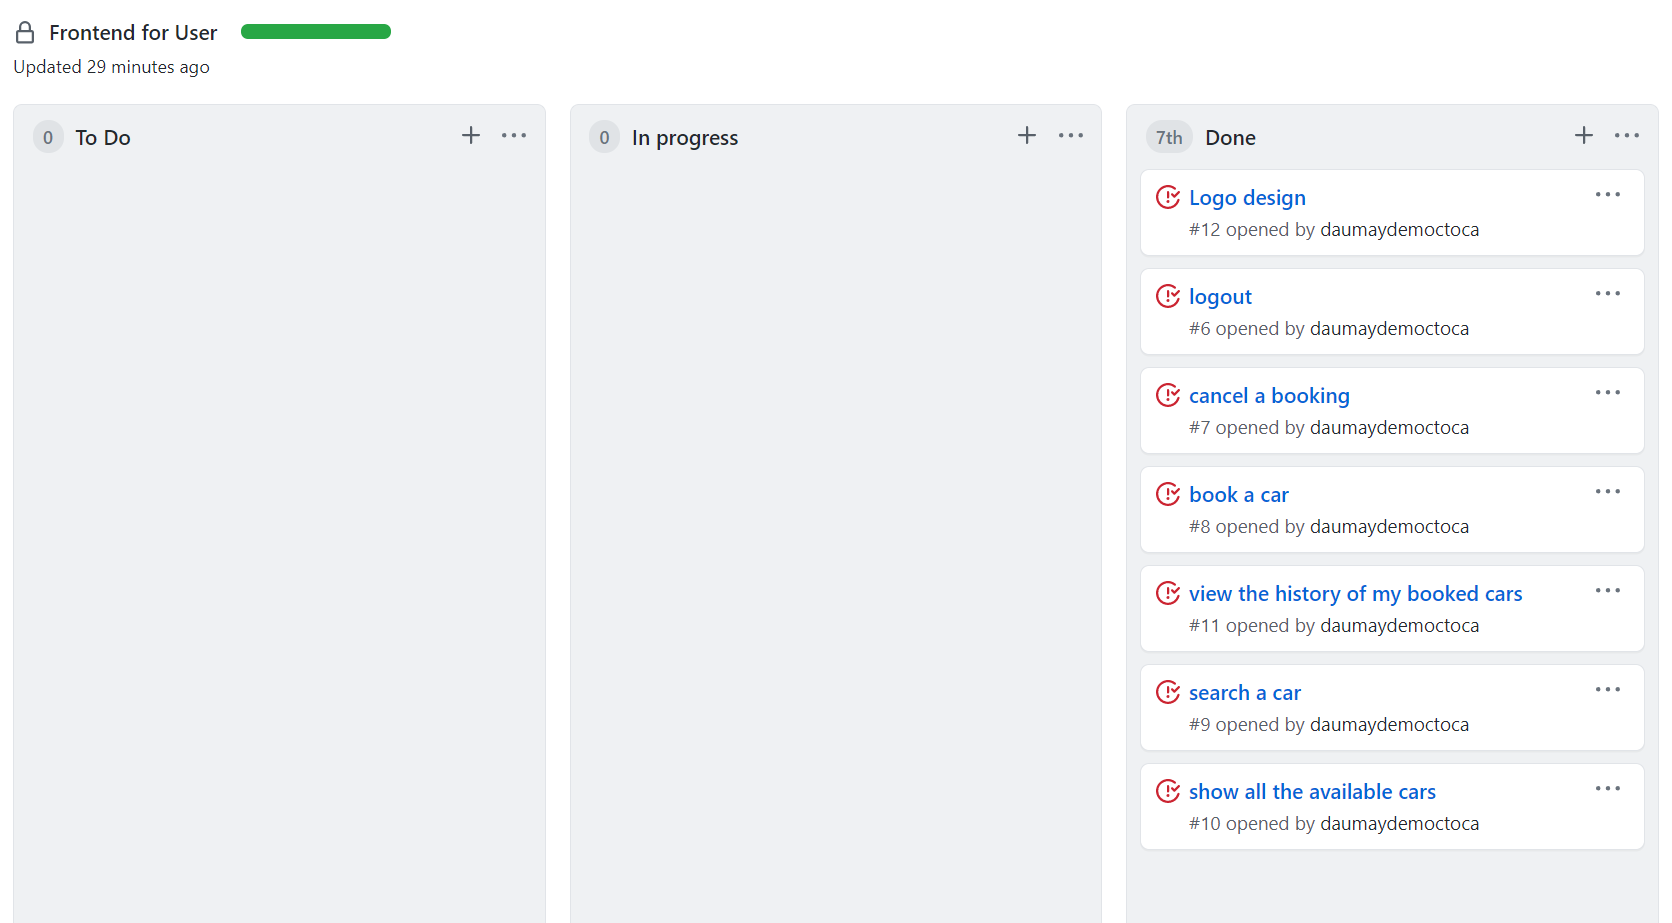 Frontend for User
Updated 29 minutes ago
0 To Do
0 In progress
7th Done
Logo design
#12 opened by daumaydemoctoca
logout
#6 opened by daumaydemoctoca
cancel a booking
#7 opened by daumaydemoctoca
book a car
#8 opened by daumaydemoctoca
view the history of my booked cars
#11 opened by daumaydemoctoca
search a car
#9 opened by daumaydemoctoca
show all the available cars
#10 opened by daumaydemoctoca